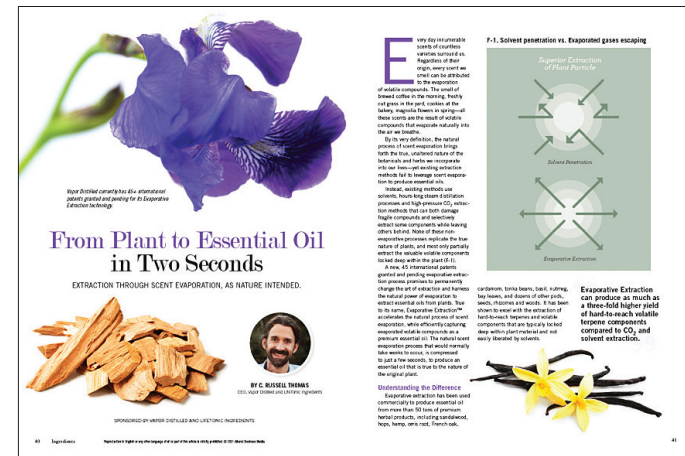 Vapor Distilled currently has 45+ international
patents granted and pending for its Evaporative
Extraction technology.
From Plant to Essential Oil
in Two Seconds
EXTRACTION THROUGH SCENT EVAPORATION, AS NATURE INTENDED.
BY C. RUSSELL THOMAS
CEO, Vapor Distilled and LifeTonic Ingredients
SPONSORED BY VAPOR DISTILLED AND LIFETONIC INGREDIENTS
40 Ingredients
Reproduction in English or any other language of all or part of this article is strictly prohibited. © 2021 Allured Business Media.
Every day innumerable
scents of countless
varieties surround us.
Regardless of their
origin, every scent we
smell can be attributed
to the evaporation
of volatile compounds. The smell of
brewed coffee in the morning, freshly
cut grass in the yard, cookies at the
bakery, magnolia flowers in spring—all
these scents are the result of volatile
compounds that evaporate naturally into
the air we breathe.
By its very definition, the natural
process of scent evaporation brings
forth the true, unaltered nature of the
botanicals and herbs we incorporate
into our lives—yet existing extraction
methods fail to leverage scent evapora-
tion to produce essential oils.
Instead, existing methods use
solvents, hours-long steam distillation
processes and high-pressure CO2 extrac-
tion methods that can both damage
fragile compounds and selectively
extract some components while leaving
others behind. None of these non-
evaporative processes replicate the true
nature of plants, and most only partially
extract the valuable volatile components
locked deep within the plant (F-1).
A new, 45 international patents
granted and pending evaporative extrac-
tion process promises to permanently
change the art of extraction and harness
the natural power of evaporation to
extract essential oils from plants. True
to its name, Evaporative Extraction™
accelerates the natural process of scent
evaporation, while efficiently capturing
evaporated volatile compounds as a
premium essential oil. The natural scent
evaporation process that would normally
take weeks to occur, is compressed
to just a few seconds, to produce an
essential oil that is true to the nature of
the original plant.
Understanding the Difference
Evaporative extraction has been used
commercially to produce essential oil
from more than 50 tons of premium
herbal products, including sandalwood,
hops, hemp, orris root, French oak,
F-1. Solvent penetration vs. Evaporated gases escaping
Superior Extraction
of Plant Particle
Solvent Penetration
Evaporative Extraction
cardamom, tonka beans, basil, nutmeg,
bay leaves, and dozens of other pods,
seeds, rhizomes and woods. It has been
shown to excel with the extraction of
hard-to-reach terpenes and volatile
components that are typically locked
deep within plant material and not
easily liberated by solvents.
Evaporative Extraction
can produce as much as
a three-fold higher yield
of hard-to-reach volatile
terpene components
compared to CO2 and
solvent extraction.
41